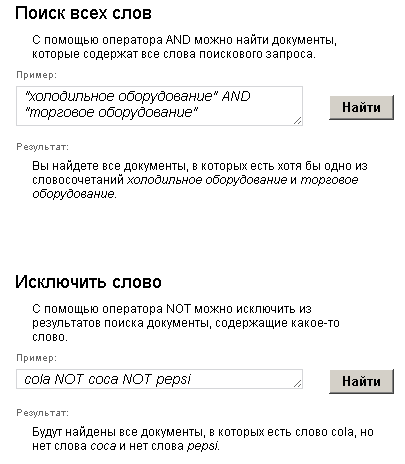 Поиск всех слов
С помощью оператора AND можно найти документы,
которые содержат все слова поискового запроса.
Пример:
"холодильное оборудование" AND
"торговое оборудование"
Найти
Результат:
Вы найдете все документы, в которых есть хотя бы одно из
словосочетаний холодильное оборудование и торговое
оборудование.
Исключить слово
С помощью оператора NOT можно исключить из
результатов поиска документы, содержащие какое-то
слово.
Пример:
cola NOT coca NOT pepsi
Найти
Результат:
Будут найдены все документы, в которых есть слово cola, но
нет слова coca и нет слова pepsi.